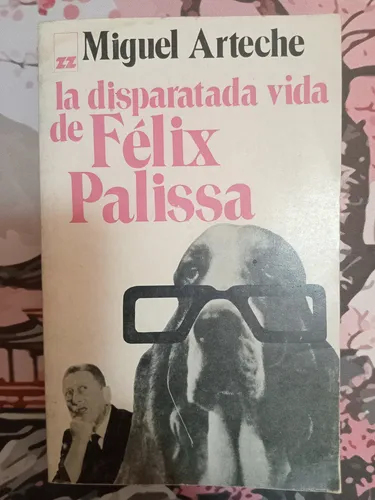 ZZ
Miguel Arteche
la disparatada vida
de Félix
Palissa